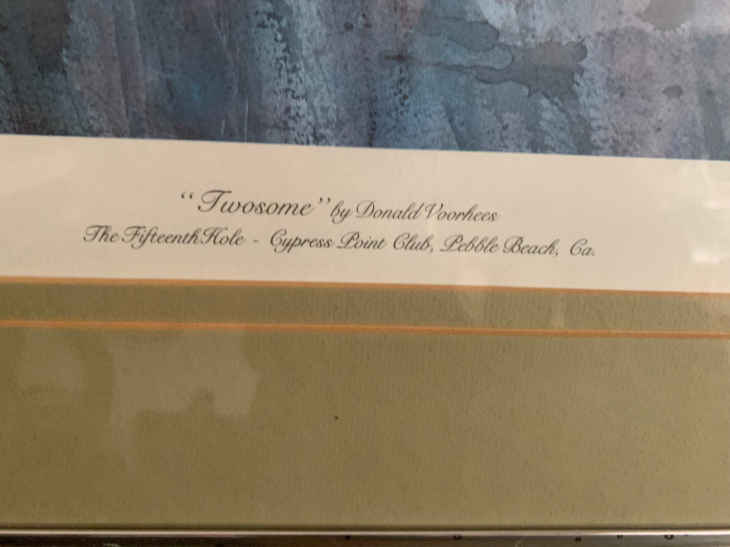 “Twosome” by Donald Voorhees
The Fifteenth Hole - Cypress Point Club, Pebble Beach, Ca.